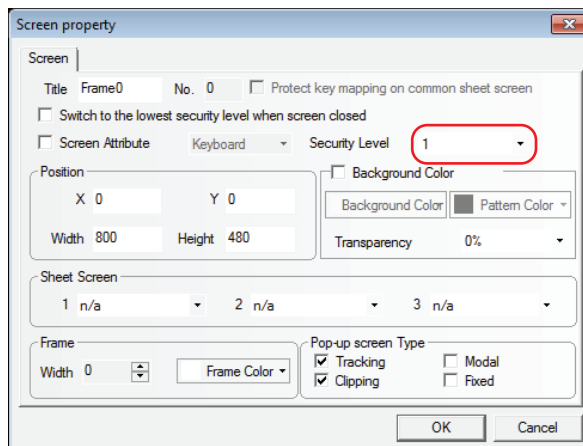 Screen property
Screen
Title Frame0 No. 0 Protect key mapping on common sheet screen
Switch to the lowest security level when screen closed
Screen Attribute Keyboard Security Level 1
Position
X 0 Y 0
Width 800 Height 480
Background Color
Background Color Pattern Color
Transparency 0%
Sheet Screen
1 n/a 2 n/a 3 n/a
Frame
Width 0 Frame Color
Pop-up screen Type
Tracking Modal
Clipping Fixed
OK Cancel